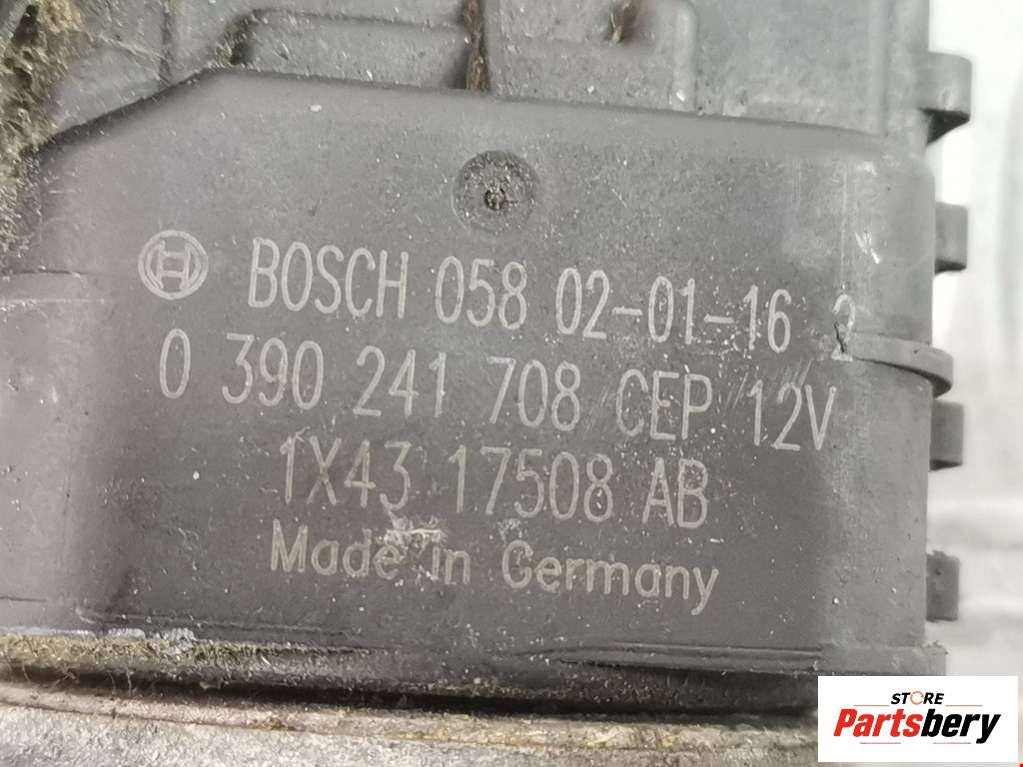 BOSCH 058 02-01-16 2
0 390 241 708 CEP 12V
1X43 17508 AB
Made in Germany
STORE
Partsbery